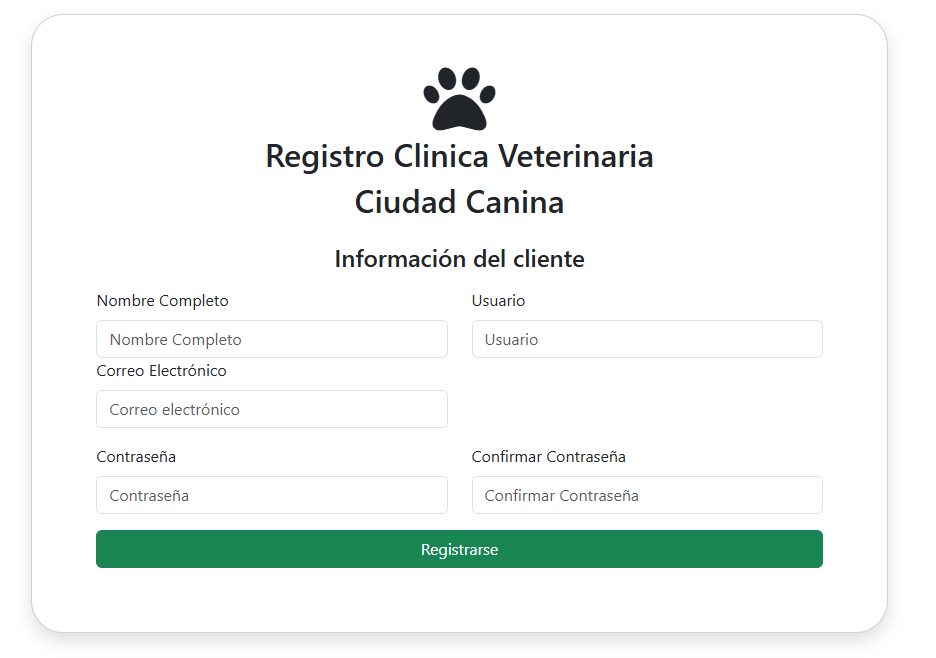 Registro Clinica Veterinaria
Ciudad Canina
Información del cliente
Nombre Completo
Usuario
Nombre Completo
Usuario
Correo Electrónico
Correo electrónico
Contraseña
Confirmar Contraseña
Contraseña
Confirmar Contraseña
Registrarse